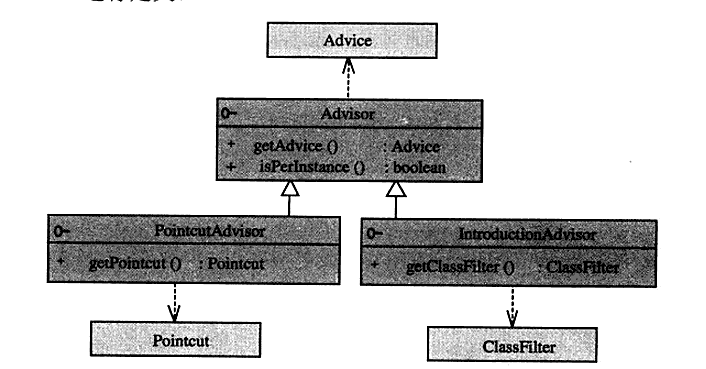 Advice
Advisor
+ getAdvice () : Advice
+ isPerInstance () : boolean
PointcutAdvisor
+ getPointcut () : Pointcut
IntroductionAdvisor
+ getClassFilter () : ClassFilter
Pointcut
ClassFilter